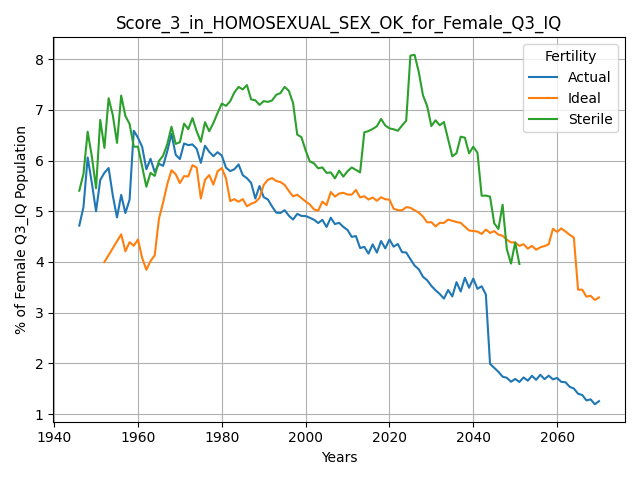 Score_3_in_HOMOSEXUAL_SEX_OK_for_Female_Q3_IQ
Fertility
Actual
Ideal
Sterile
% of Female Q3_IQ Population
8
7
6
5
4
3
2
1
1940 1960 1980 2000 2020 2040 2060
Years